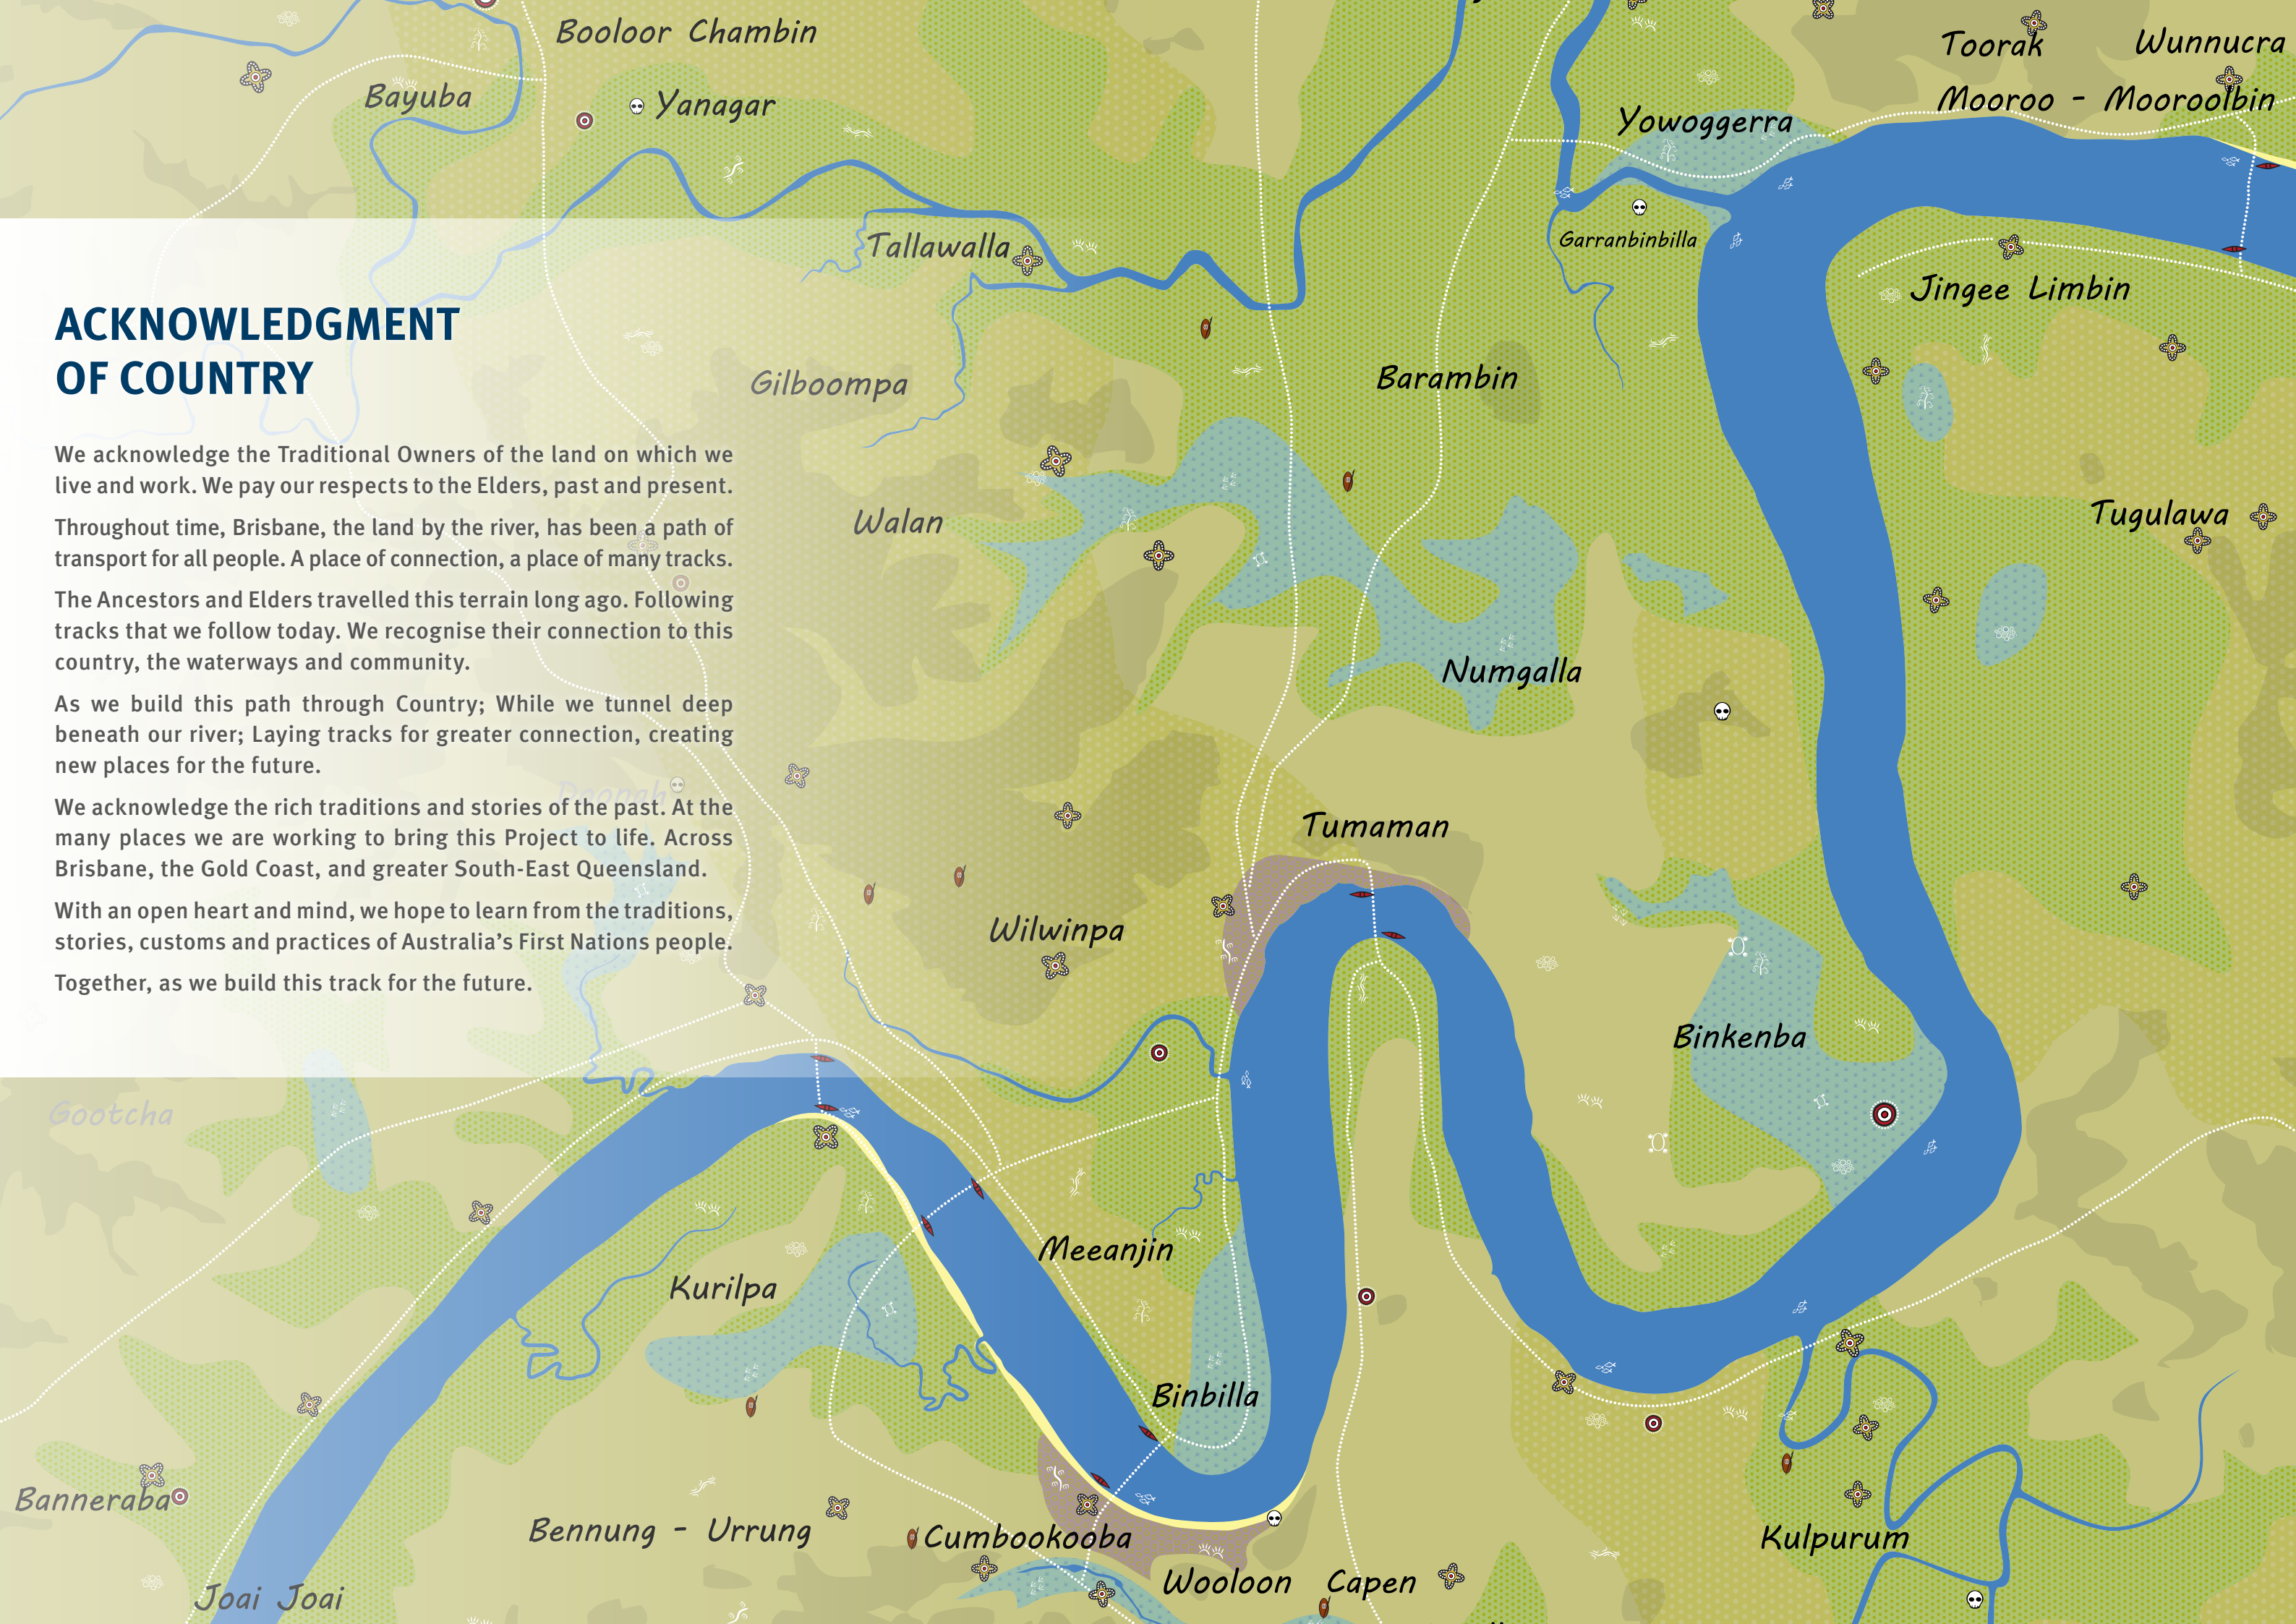 Booloor Chambin
Toorak
Wunnucra
Bayuba
Yanagar
Mooroo - Mooroolbin
Yowoggerra
Tallawalla
Garranbinbilla
Jingee Limbin
ACKNOWLEDGMENT
OF COUNTRY
Gilboompa
Barambin
We acknowledge the Traditional Owners of the land on which we
live and work. We pay our respects to the Elders, past and present.
Throughout time, Brisbane, the land by the river, has been a path of
transport for all people. A place of connection, a place of many tracks.
The Ancestors and Elders travelled this terrain long ago. Following
tracks that we follow today. We recognise their connection to this
country, the waterways and community.
As we build this path through Country; While we tunnel deep
beneath our river; Laying tracks for greater connection, creating
new places for the future.
We acknowledge the rich traditions and stories of the past. At the
many places we are working to bring this Project to life. Across
Brisbane, the Gold Coast, and greater South-East Queensland.
With an open heart and mind, we hope to learn from the traditions,
stories, customs and practices of Australia's First Nations people.
Together, as we build this track for the future.
Walan
Tugulawa
Numgalla
Tumaman
Wilwinpa
Binkenba
Gootcha
Meeanjin
Kurilpa
Binbilla
Banneraba
Bennung - Urrung
Cumbookooba
Kulpurum
Wooloon Capen
Joai Joai